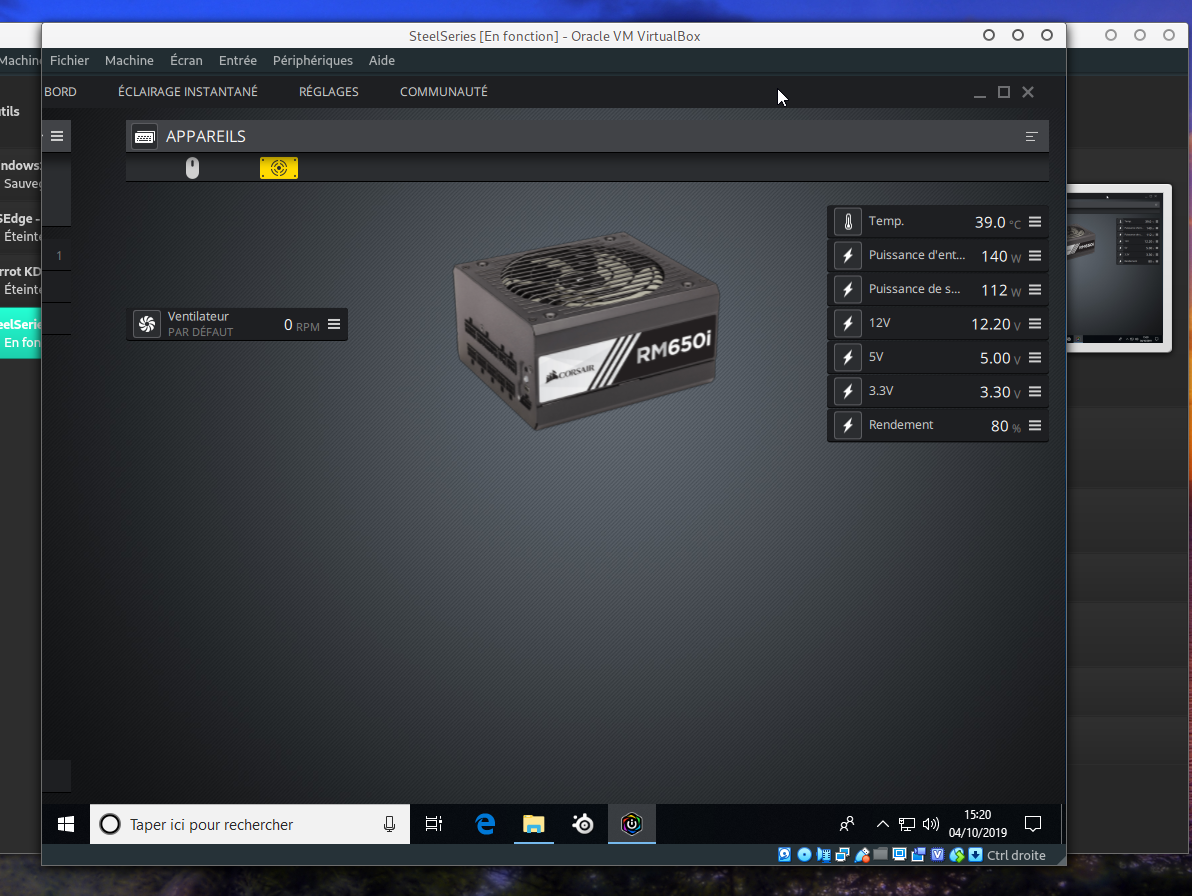 SteelSeries [En fonction] - Oracle VM VirtualBox
Machine
Fichier Machine Écran Entrée Périphériques Aide
BORD ÉCLAIRAGE INSTANTANÉ RÉGLAGES COMMUNAUTÉ
tils
APPAREILS
ndows
Sauve
SEdge -
Éteint
1
rrot KD
Éteint
eelSerie
En fon
Temp. 39.0 °C
Puissance d'ent... 140 W
Puissance de s... 112 W
12V 12.20 V
5V 5.00 V
3.3V 3.30 V
Rendement 80 %
Ventilateur
PAR DÉFAUT
0 RPM
CORSAIR
RM650i
Taper ici pour rechercher
15:20
04/10/2019
Ctrl droite